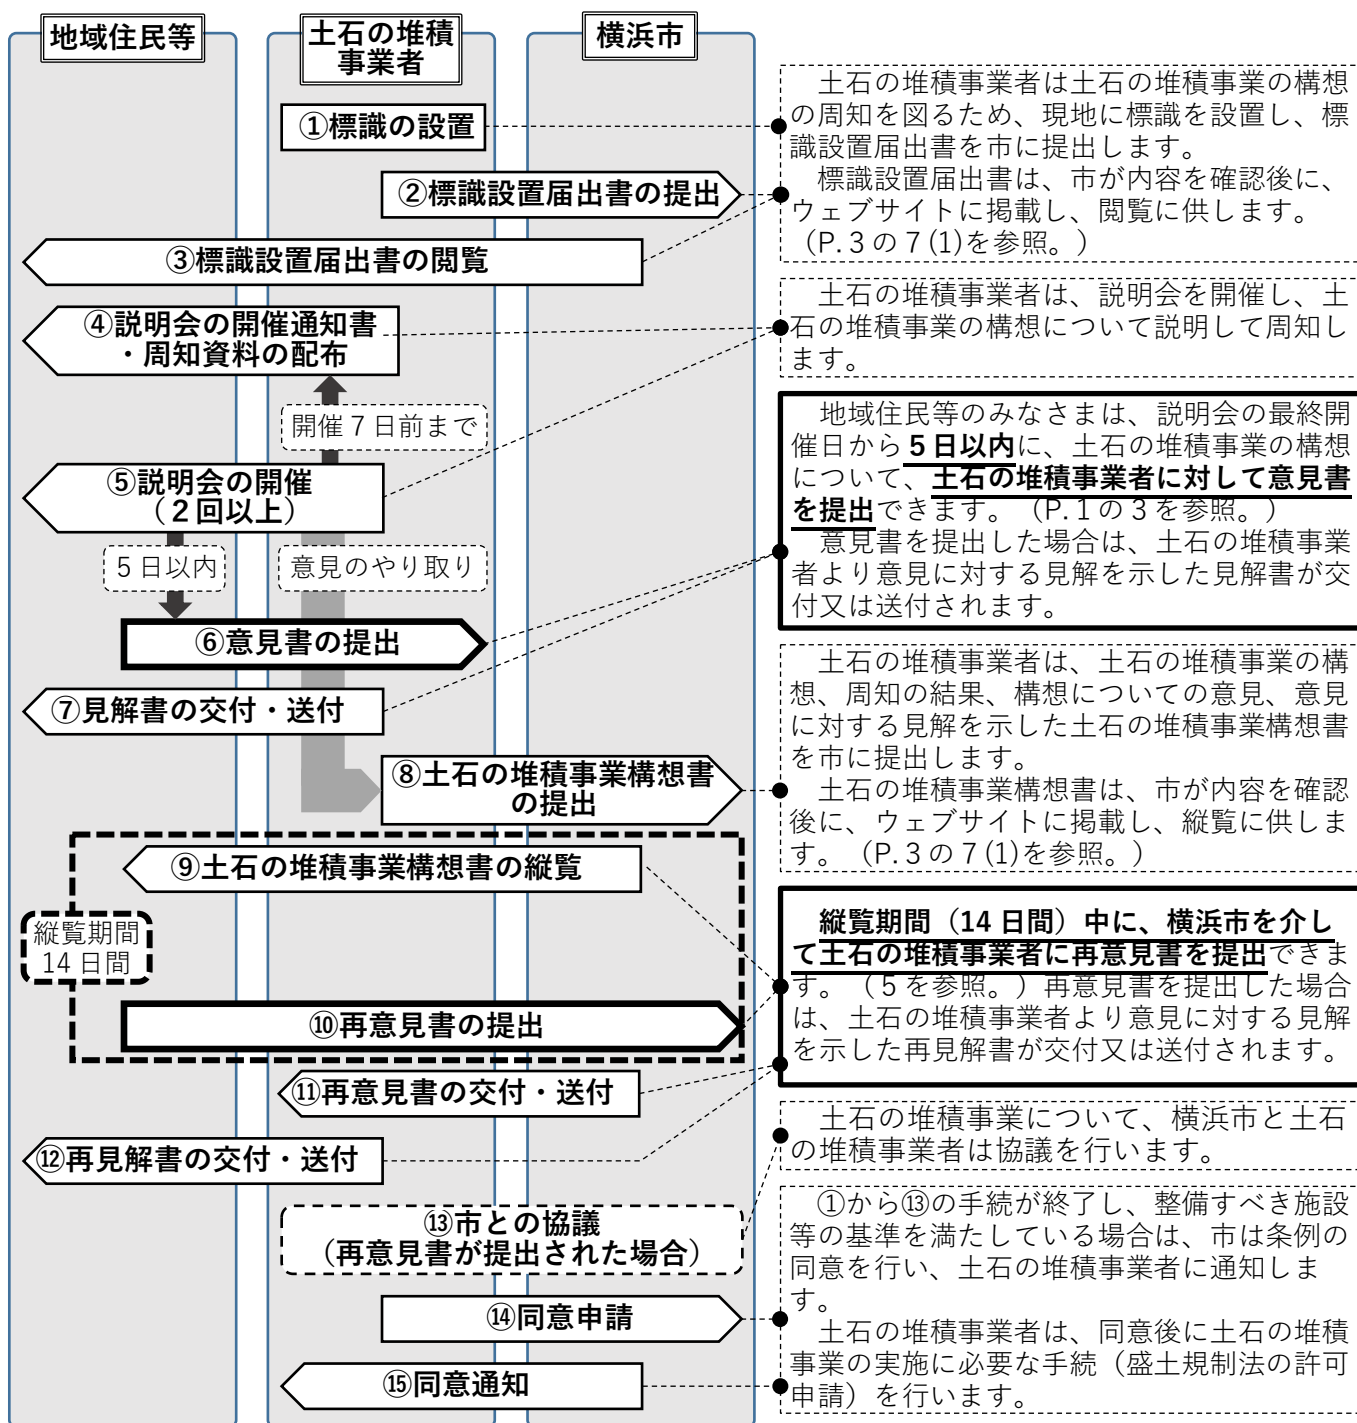 地域住民等
土石の堆積
事業者
横浜市
①標識の設置
②標識設置届出書の提出
③標識設置届出書の閲覧
④説明会の開催通知書
・周知資料の配布
開催７日前まで
⑤説明会の開催
（２回以上）
５日以内
意見のやり取り
⑥意見書の提出
⑦見解書の交付・送付
⑧土石の堆積事業構想書
の提出
⑨土石の堆積事業構想書の縦覧
縦覧期間
14日間
⑩再意見書の提出
⑪再意見書の交付・送付
⑫再見解書の交付・送付
⑬市との協議
（再意見書が提出された場合）
⑭同意申請
⑮同意通知
土石の堆積事業者は土石の堆積事業の構想
の周知を図るため、現地に標識を設置し、標
識設置届出書を市に提出します。
標識設置届出書は、市が内容を確認後に、
ウェブサイトに掲載し、閲覧に供します。
（P.３の７(1)を参照。）
土石の堆積事業者は、説明会を開催し、土
石の堆積事業の構想について説明して周知し
ます。
地域住民等のみなさまは、説明会の最終開
催日から５日以内に、土石の堆積事業の構想
について、土石の堆積事業者に対して意見書
を提出できます。（P.１の３を参照。）
意見書を提出した場合は、土石の堆積事業
者より意見に対する見解を示した見解書が交
付又は送付されます。
土石の堆積事業者は、土石の堆積事業の構
想、周知の結果、構想についての意見、意見
に対する見解を示した土石の堆積事業構想書
を市に提出します。
土石の堆積事業構想書は、市が内容を確認
後に、ウェブサイトに掲載し、縦覧に供しま
す。（P.３の７(1)を参照。）
縦覧期間（14日間）中に、横浜市を介し
て土石の堆積事業者に再意見書を提出できま
す。（５を参照。）再意見書を提出した場合
は、土石の堆積事業者より意見に対する見解
を示した再見解書が交付又は送付されます。
土石の堆積事業について、横浜市と土石
の堆積事業者は協議を行います。
①から⑬の手続が終了し、整備すべき施設
等の基準を満たしている場合は、市は条例の
同意を行い、土石の堆積事業者に通知しま
す。
土石の堆積事業者は、同意後に土石の堆積
事業の実施に必要な手続（盛土規制法の許可
申請）を行います。